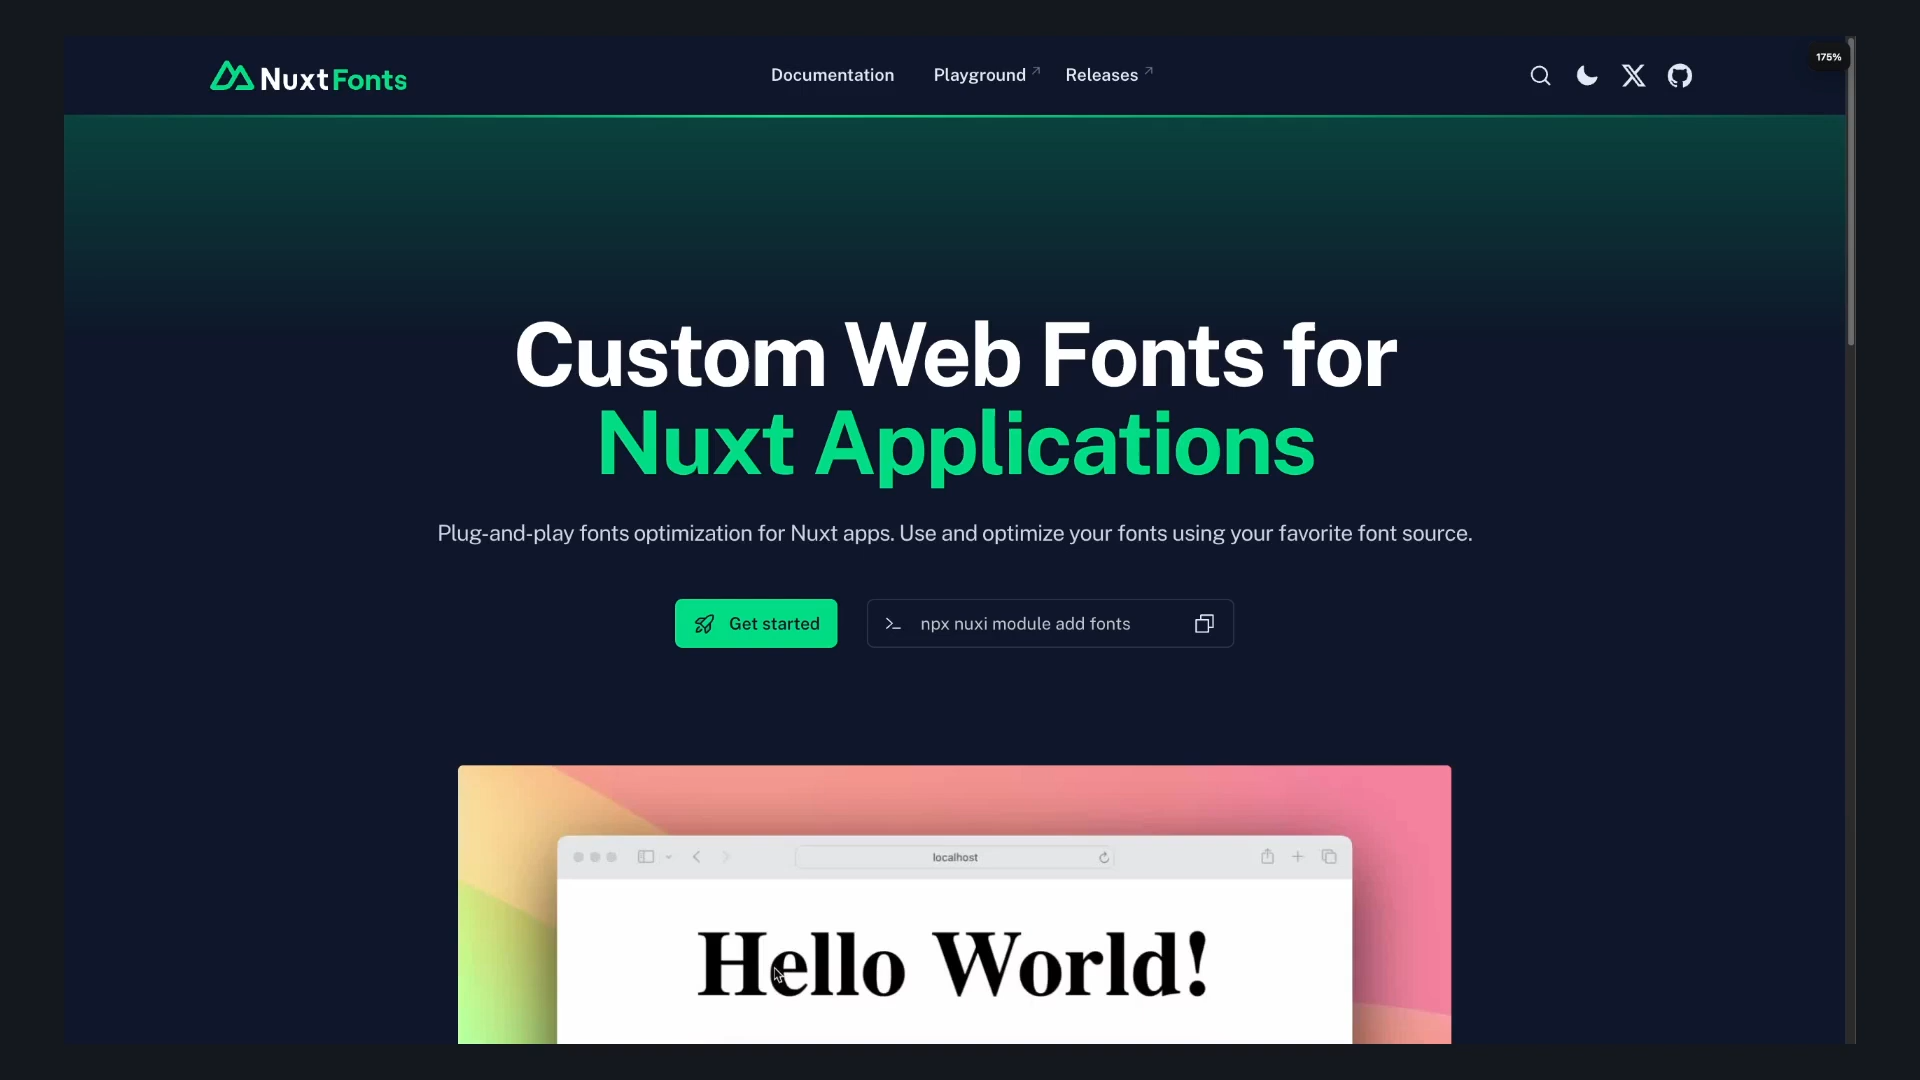 NuxtFonts
Documentation
Playground
Releases
175%
Custom Web Fonts for
Nuxt Applications
Plug-and-play fonts optimization for Nuxt apps. Use and optimize your fonts using your favorite font source.
Get started
npx nuxi module add fonts
localhost
Hello World!